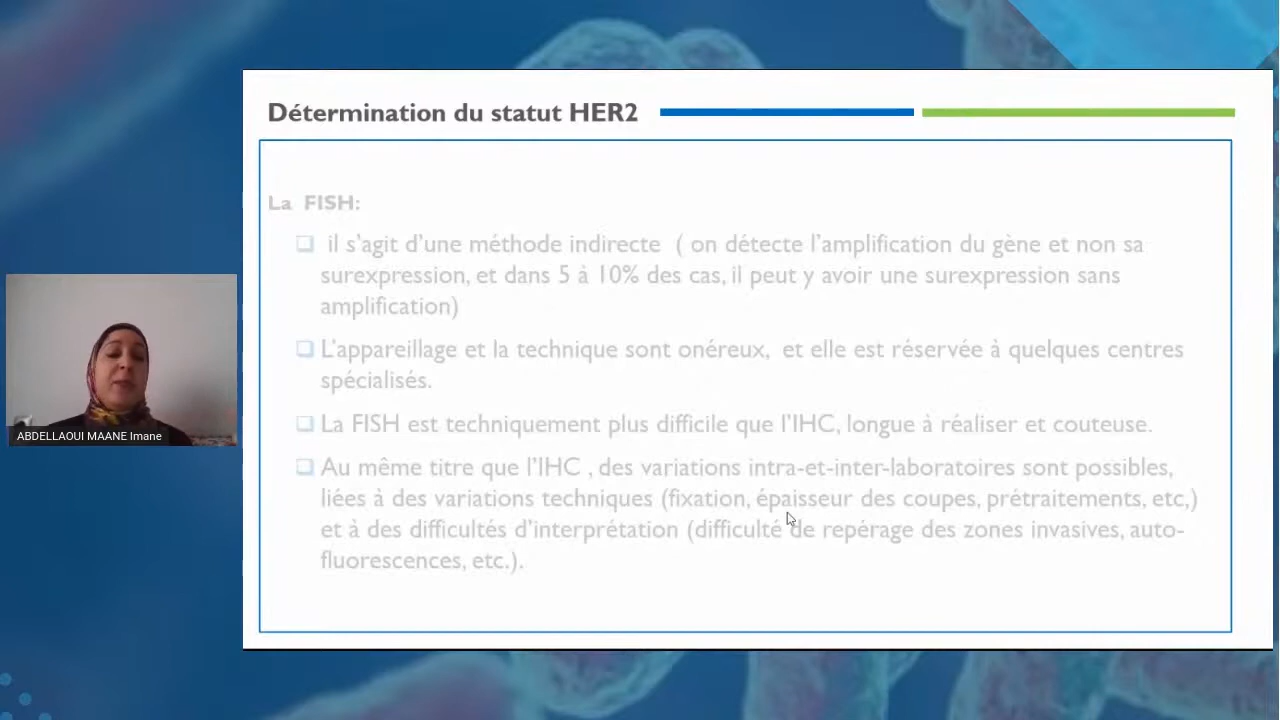 Détermination du statut HER2
La FISH:
il s’agit d’une méthode indirecte ( on détecte l’amplification du gène et non sa
surexpression, et dans 5 à 10% des cas, il peut y avoir une surexpression sans
amplification)
L’appareillage et la technique sont onéreux, et elle est réservée à quelques centres
spécialisés.
La FISH est techniquement plus difficile que l’IHC, longue à réaliser et couteuse.
Au même titre que l’IHC , des variations intra-et-inter-laboratoires sont possibles,
liées à des variations techniques (fixation, épaisseur des coupes, prétraitements, etc,)
et à des difficultés d’interprétation (difficulté de repérage des zones invasives, auto-
fluorescences, etc.).
ABDELLAOUI MAANE Imane